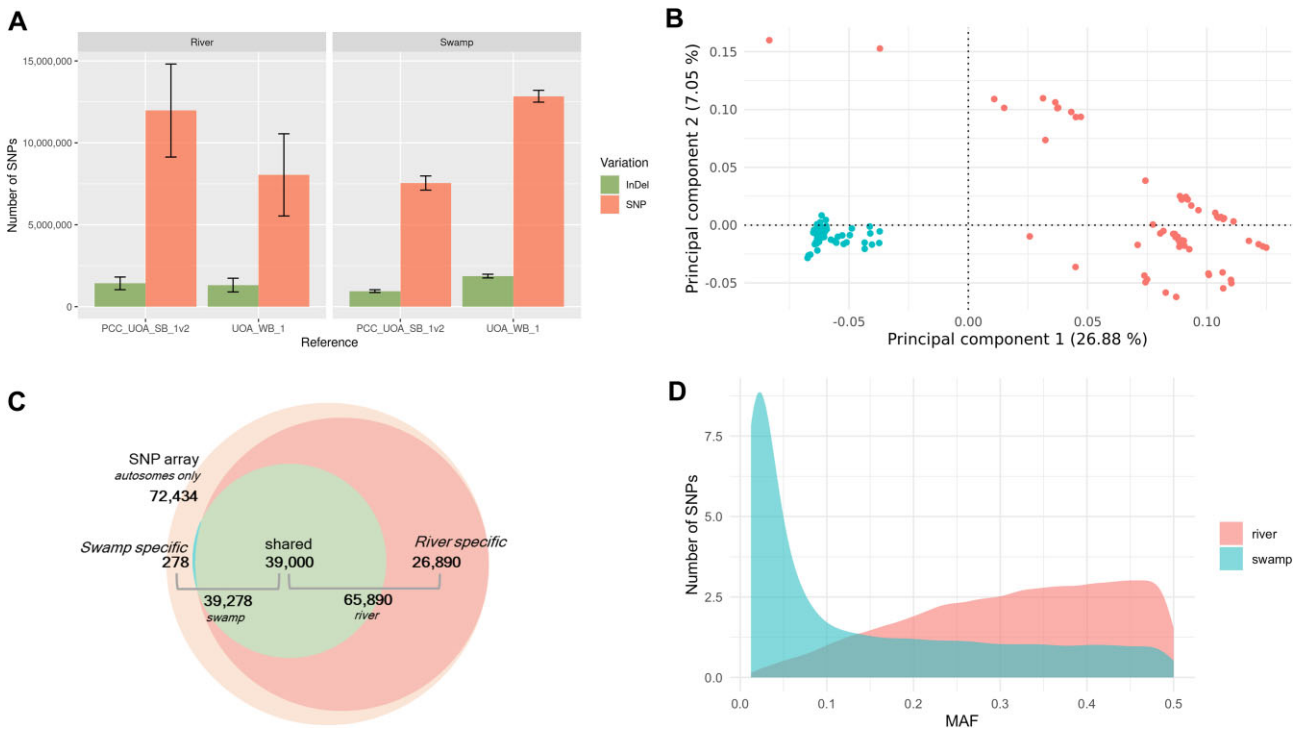 A
River
Swamp
15,000,000
10,000,000
5,000,000
0
Number of SNPs
PCC_UOA_SB_1v2
UOA_WB_1
PCC_UOA_SB_1v2
UOA_WB_1
Reference
Variation
InDel
SNP
B
0.15
0.10
0.05
0.00
-0.05
Principal component 2 (7.05 %)
-0.05
0.00
0.05
0.10
Principal component 1 (26.88 %)
C
SNP array
autosomes only
72,434
Swamp specific
278
shared
39,000
River specific
26,890
39,278
swamp
65,890
river
D
7.5
5.0
2.5
0.0
Number of SNPs
0.0
0.1
0.2
0.3
0.4
0.5
MAF
river
swamp